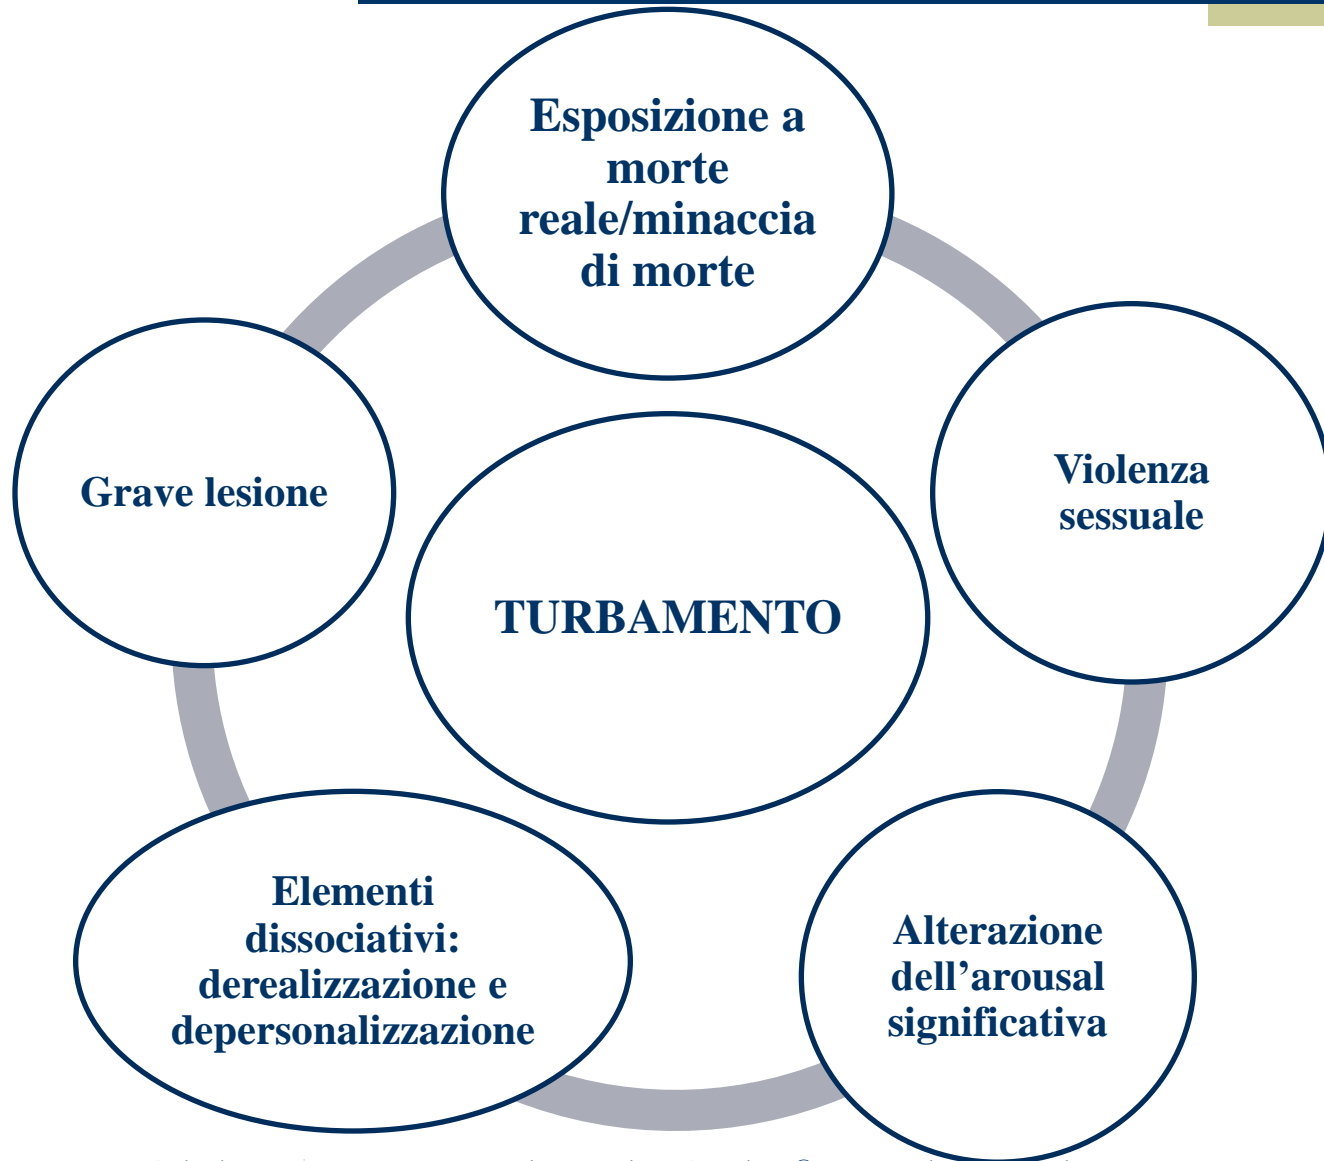 Esposizione a
morte
reale/minaccia
di morte
Violenza
sessuale
Grave lesione
TURBAMENTO
Alterazione
dell’arousal
significativa
Elementi
dissociativi:
derealizzazione e
depersonalizzazione